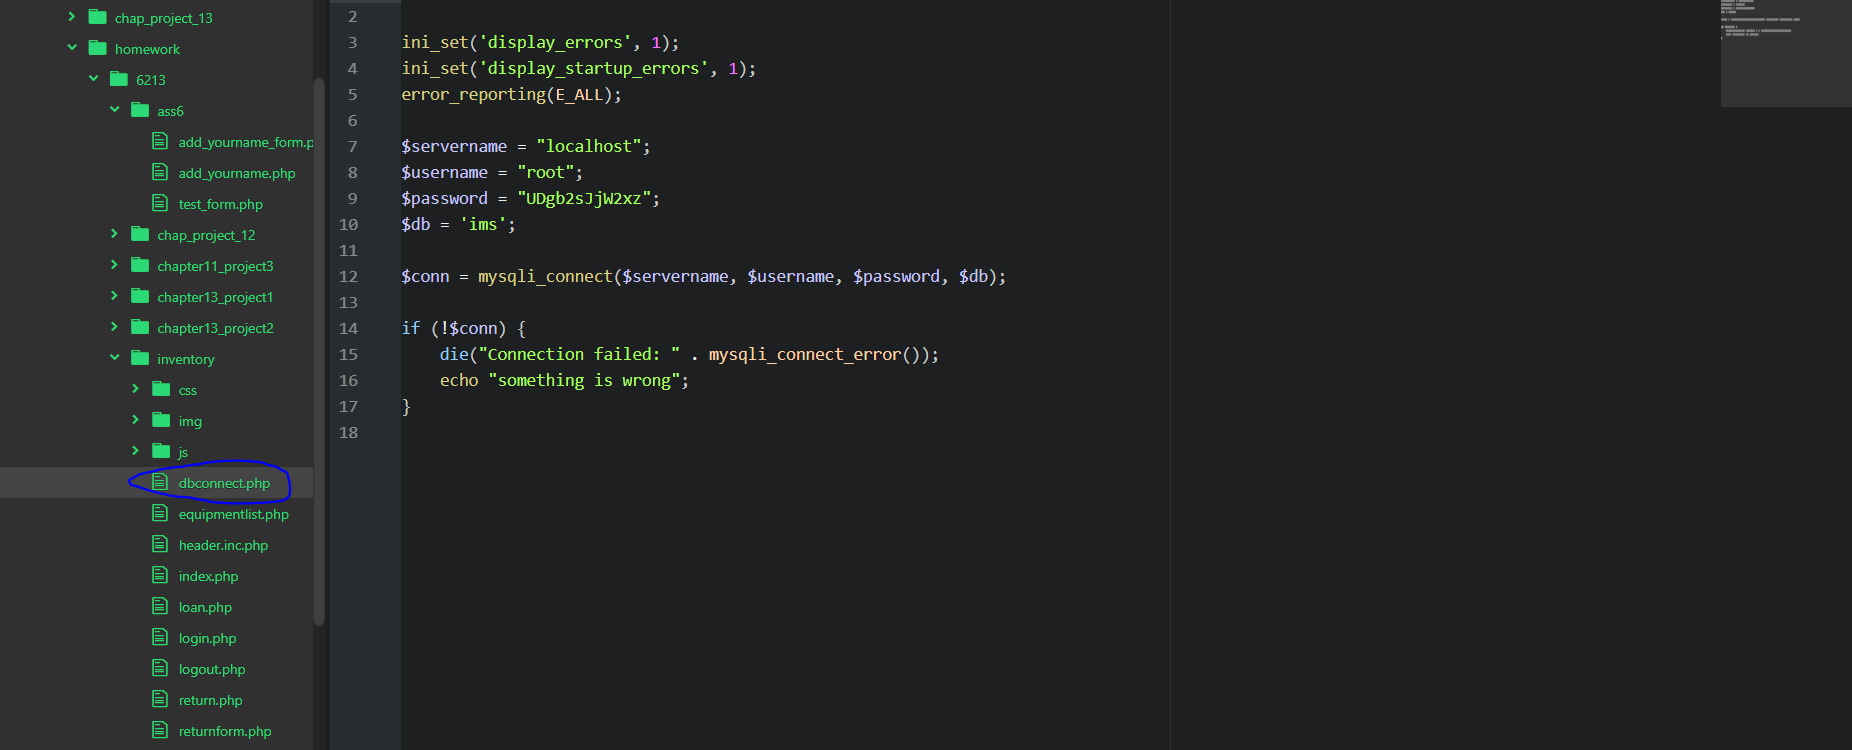 chap_project_13
homework
6213
ass6
add_yourname_form.p
add_yourname.php
test_form.php
chap_project_12
chapter11_project3
chapter13_project1
chapter13_project2
inventory
css
img
js
dbconnect.php
equipmentlist.php
header.inc.php
index.php
loan.php
login.php
logout.php
return.php
returnform.php
2
3 ini_set('display_errors', 1);
4 ini_set('display_startup_errors', 1);
5 error_reporting(E_ALL);
6
7 $servername = "localhost";
8 $username = "root";
9 $password = "UDgb2sJjW2xz";
10 $db = 'ims';
11
12 $conn = mysqli_connect($servername, $username, $password, $db);
13
14 if (!$conn) {
15 die("Connection failed: " . mysqli_connect_error());
16 echo "something is wrong";
17 }
18